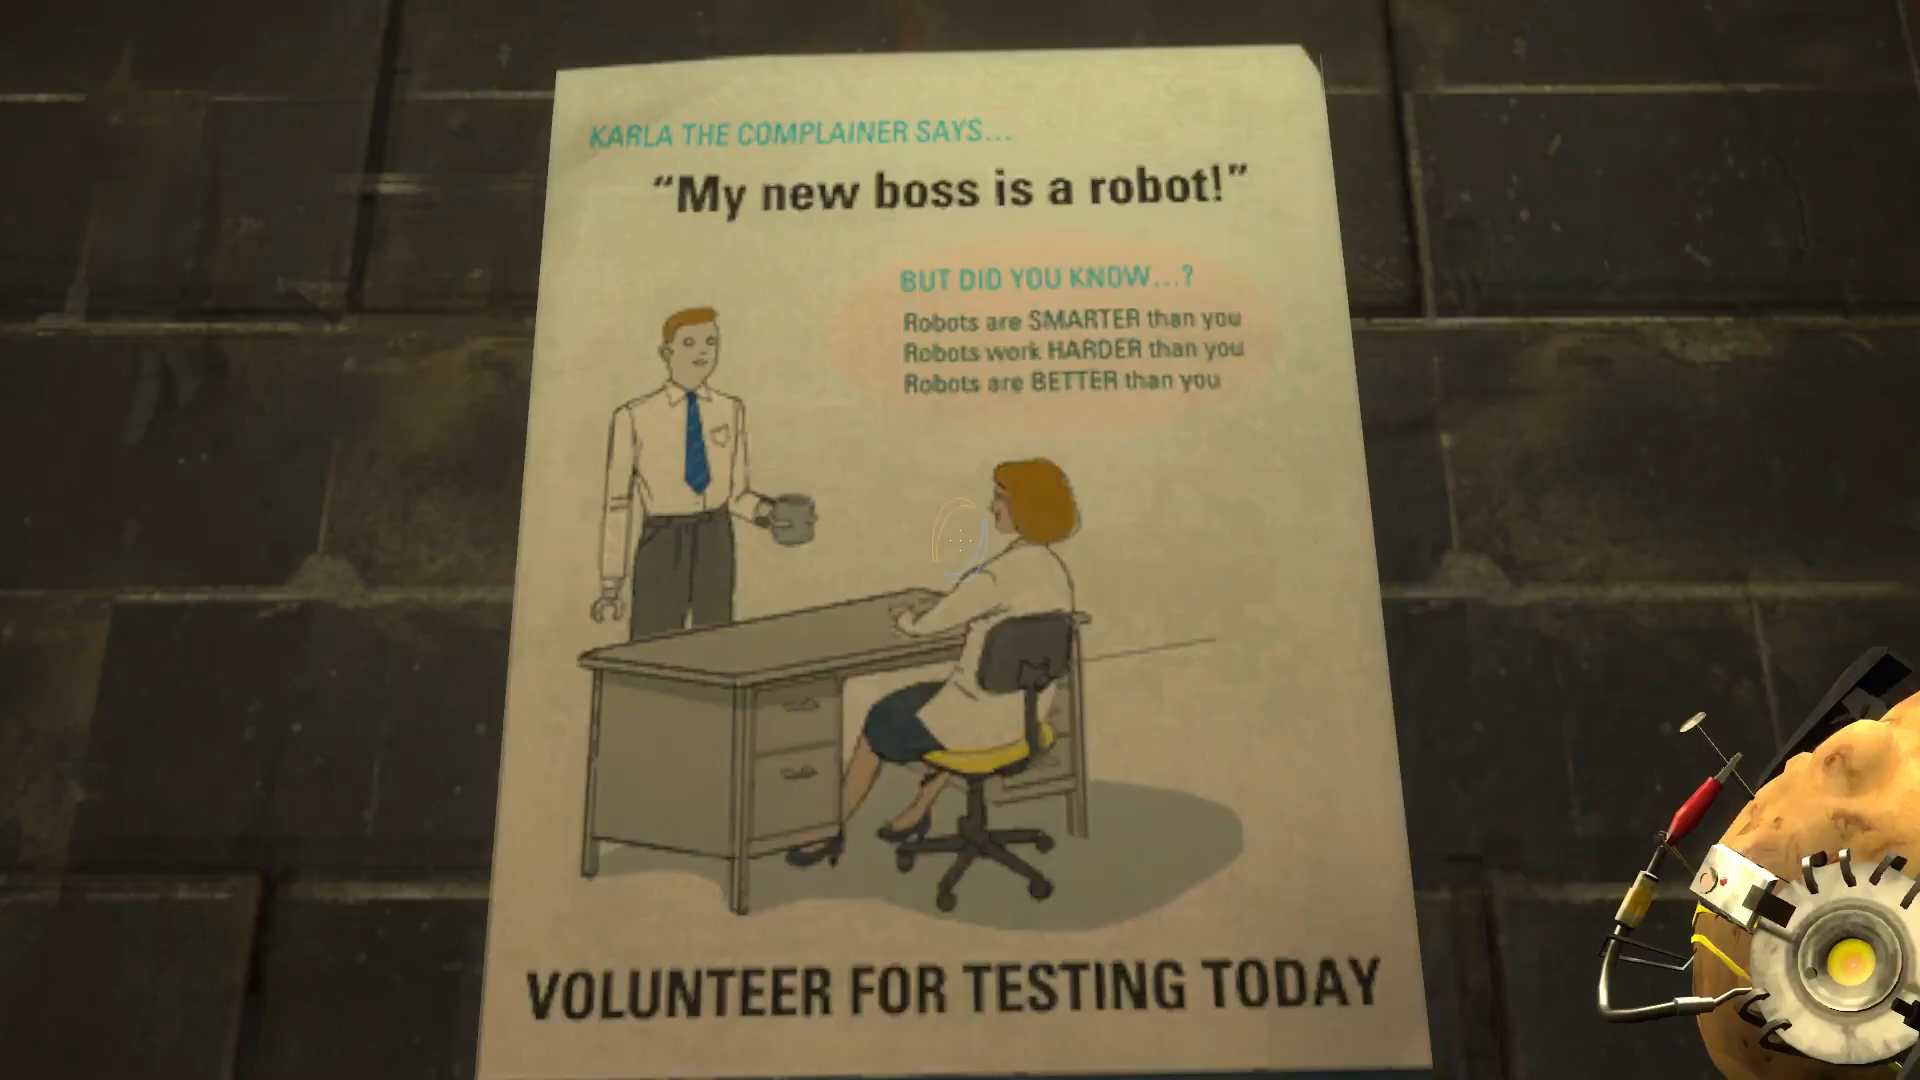 KARLA THE COMPLAINER SAYS...
“My new boss is a robot!”
BUT DID YOU KNOW...?
Robots are SMARTER than you
Robots work HARDER than you
Robots are BETTER than you
VOLUNTEER FOR TESTING TODAY